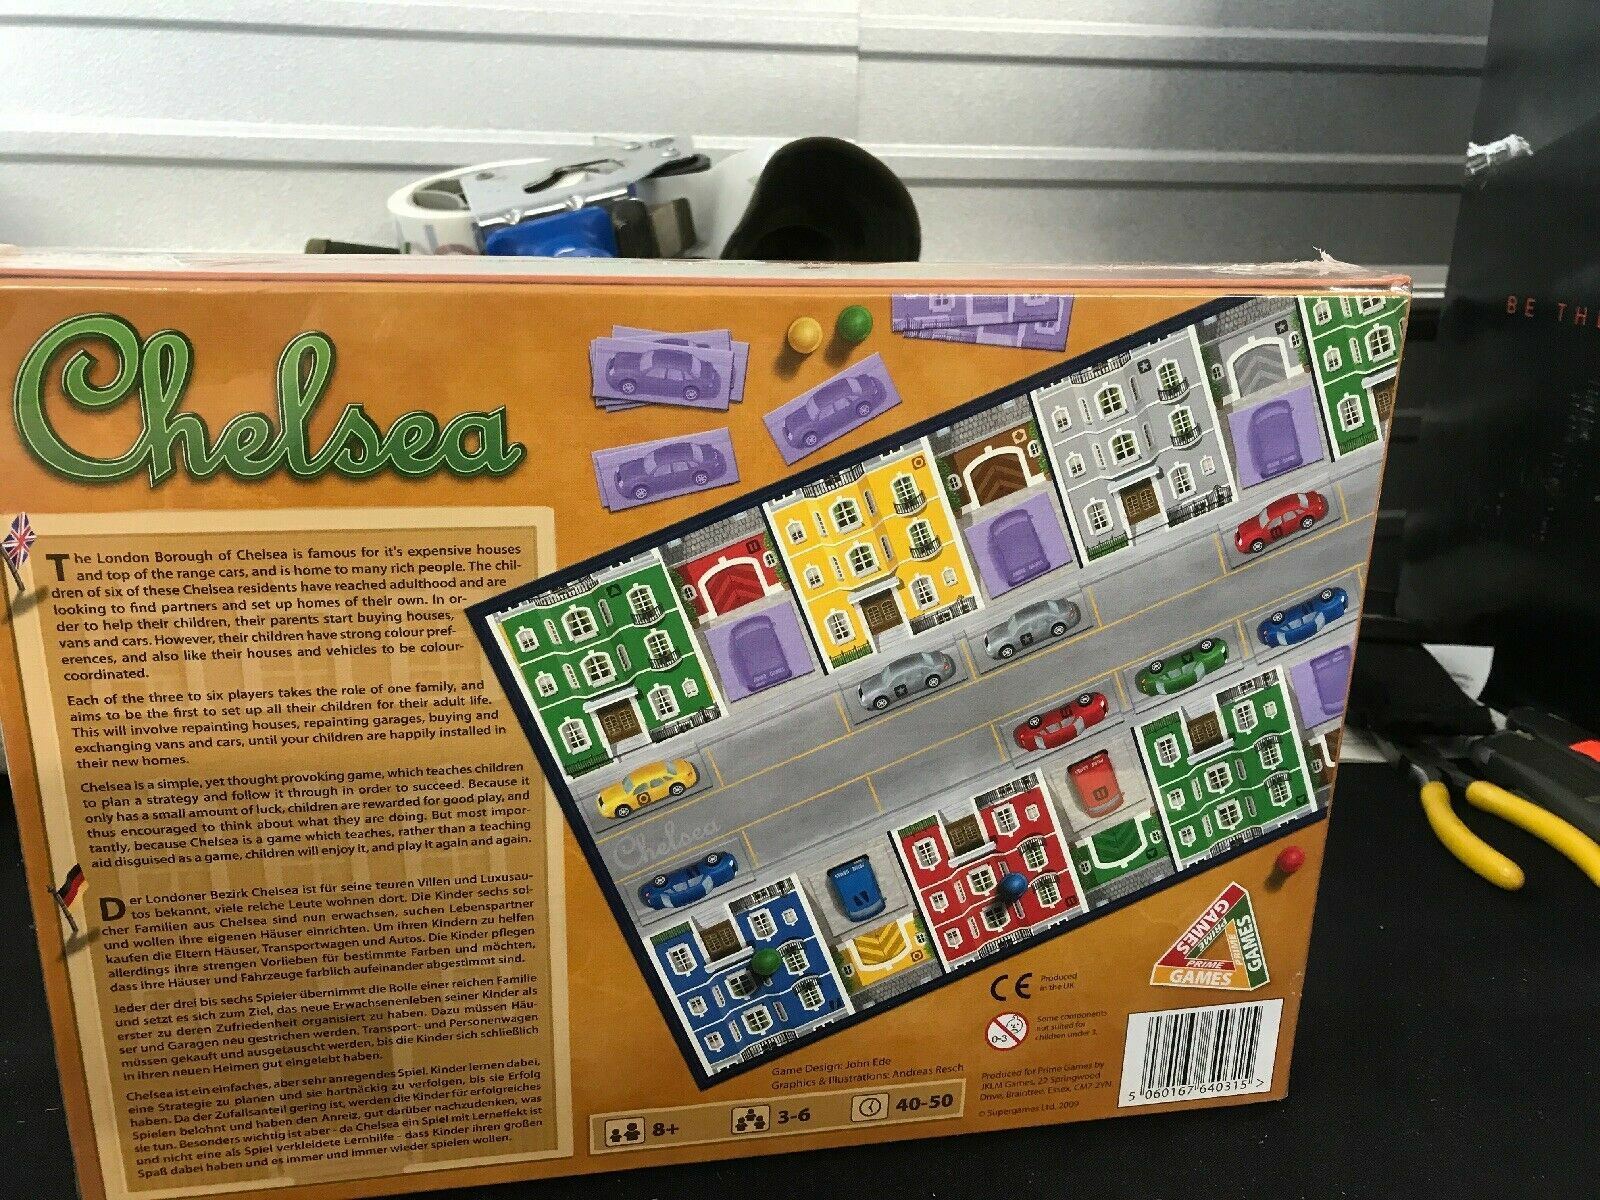 Chelsea
The London Borough of Chelsea is famous for it's expensive houses
and top of the range cars, and is home to many rich people. The chil-
dren of six of these Chelsea residents have reached adulthood and are
looking to find partners and set up homes of their own. In or-
der to help their children, their parents start buying houses,
vans and cars. However, their children have strong colour pref-
erences, and also like their houses and vehicles to be colour-
coordinated.
Each of the three to six players takes the role of one family, and
aims to be the first to set up all their children for their adult life.
This will involve repainting houses, repainting garages, buying and
exchanging vans and cars, until your children are happily installed in
their new homes.
Chelsea is a simple, yet thought provoking game, which teaches children
to plan a strategy and follow it through in order to succeed. Because it
only has a small amount of luck, children are rewarded for good play, and
thus encouraged to think about what they are doing. But most impor-
tantly, because Chelsea is a game which teaches, rather than a teaching
aid disguised as a game, children will enjoy it, and play it again and again.
Der Londoner Bezirk Chelsea ist für seine teuren Villen und Luxusau-
tos bekannt, viele reiche Leute wohnen dort. Die Kinder sechs sol-
cher Familien aus Chelsea sind nun erwachsen, suchen Lebenspartner
und wollen ihre eigenen Häuser einrichten. Um ihren Kindern zu helfen
kaufen die Eltern Häuser, Transportwagen und Autos. Die Kinder pflegen
allerdings ihre strengen Vorlieben für bestimmte Farben und möchten,
dass ihre Häuser und Fahrzeuge farblich aufeinander abgestimmt sind.
Jeder der drei bis sechs Spieler übernimmt die Rolle einer reichen Familie
und setzt es sich zum Ziel, das neue Erwachsenenleben seiner Kinder als
erster zu deren Zufriedenheit organisiert zu haben. Dazu müssen Häu-
ser und Garagen neu gestrichen werden, Transport- und Personenwagen
müssen gekauft und ausgetauscht werden, bis die Kinder sich schließlich
in ihren neuen Heimen gut eingelebt haben.
Chelsea ist ein einfaches, aber sehr anregendes Spiel. Kinder lernen dabei,
eine Strategie zu planen und sie hartnäckig zu verfolgen, bis sie Erfolg
haben. Da der Zufallsanteil gering ist, werden die Kinder für erfolgreiches
Spielen belohnt und haben den Anreiz, gut darüber nachzudenken, was
sie tun. Besonders wichtig ist aber - da Chelsea ein Spiel mit Lerneffekt ist
und nicht eine als Spiel verkleidete Lernhilfe - dass Kinder ihren großen
Spaß dabei haben und es immer und immer wieder spielen wollen.
Chelsea
Game Design: John Ede
Graphics & Illustrations: Andreas Resch
8+
3-6
40-50
CE
Produced
in the UK
0-3
Some components
not suited for
children under 3.
Produced for Prime Games by
JKLM Games, 22 Springwood
Drive, Braintree, Essex, CM7 2YN
© Supergames Ltd. 2009
PRIME
GAMES
PRIME
GAMES
PRIME
GAMES
5 060167 640315 >
BE THE